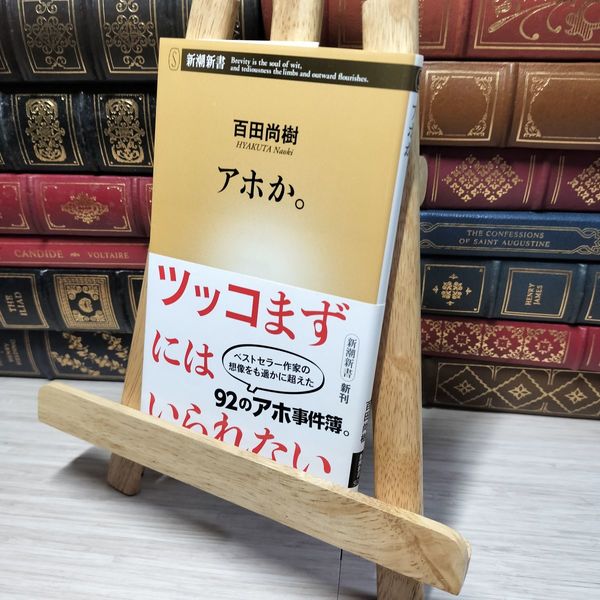 新潮新書
Brevity is the soul of wit,
and tediousness the limbs and outward flourishes.
百田尚樹
HYAKUTA Naoki
アホか。
ツッコまず
には
いられない
ベストセラー作家の
想像をも遥かに超えた
92のアホ事件簿。
新潮新書
新刊
百田尚樹
CANDIDE
VOLTAIRE
THE ILIAD
THE CONFESSIONS
OF SAINT AUGUSTINE
HENRY
JAMES